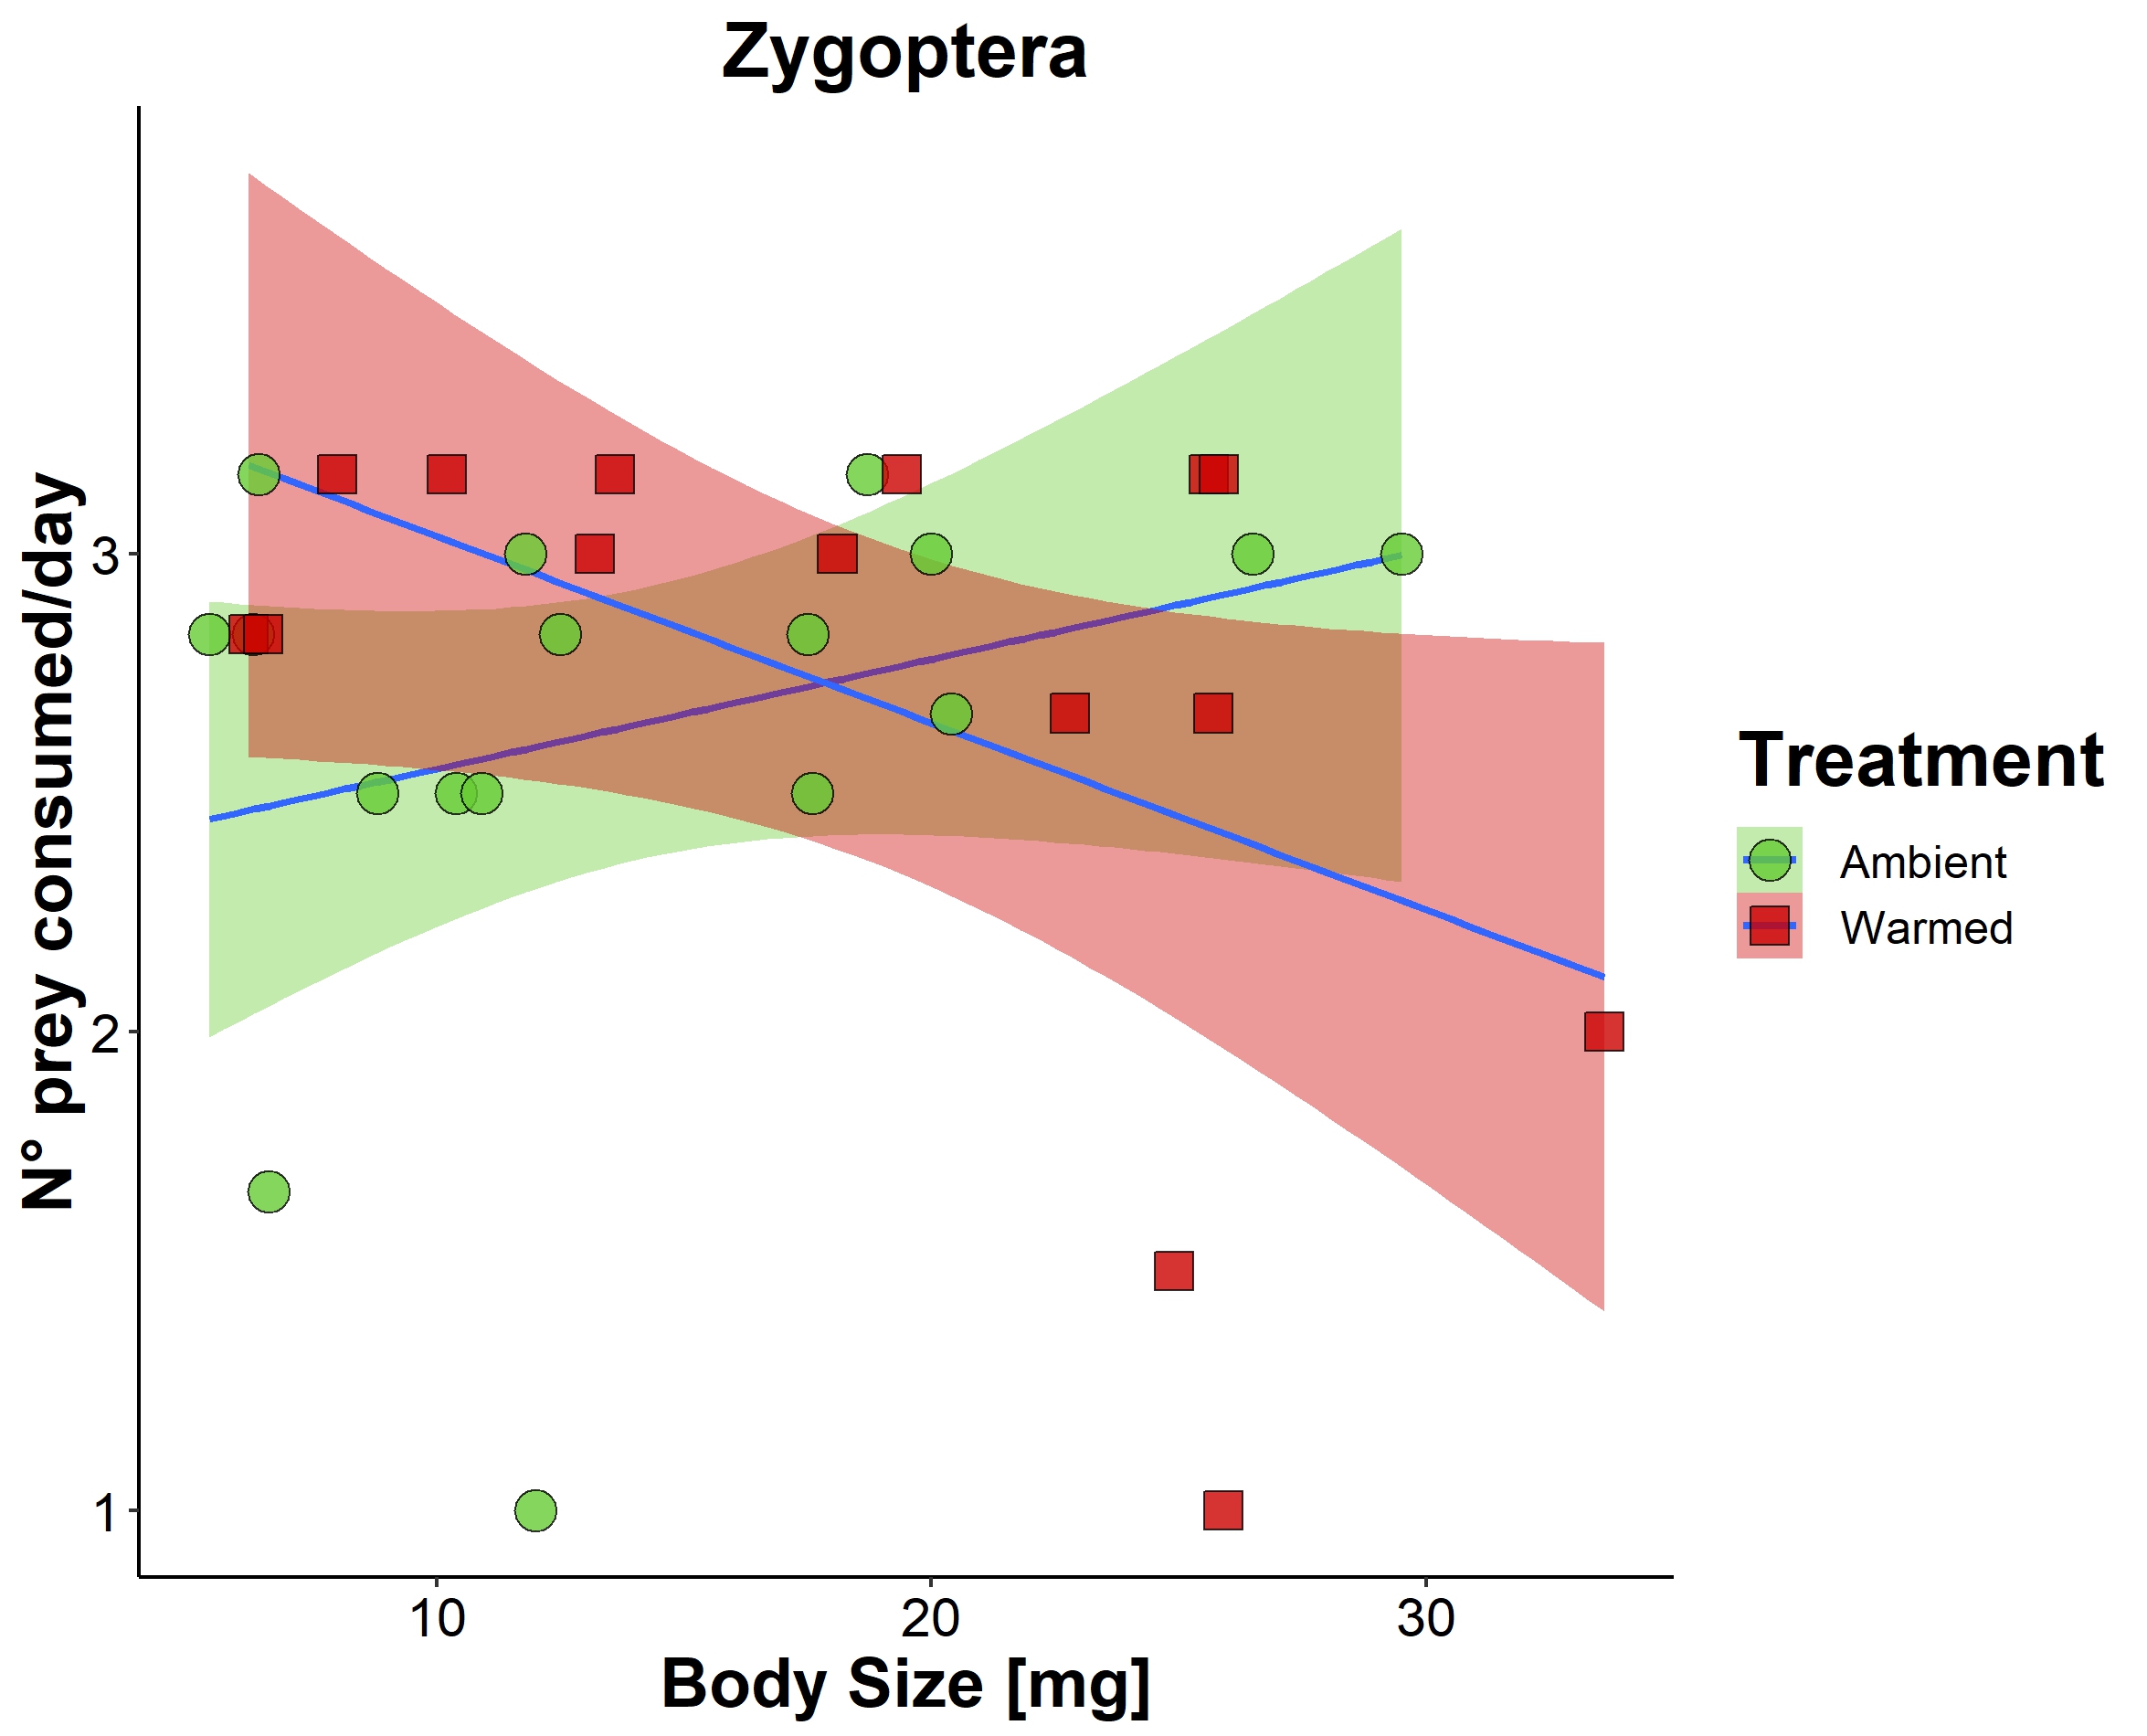 Zygoptera
N° prey consumed/day
3
2
1
10 20 30
Body Size [mg]
Treatment
Ambient
Warmed